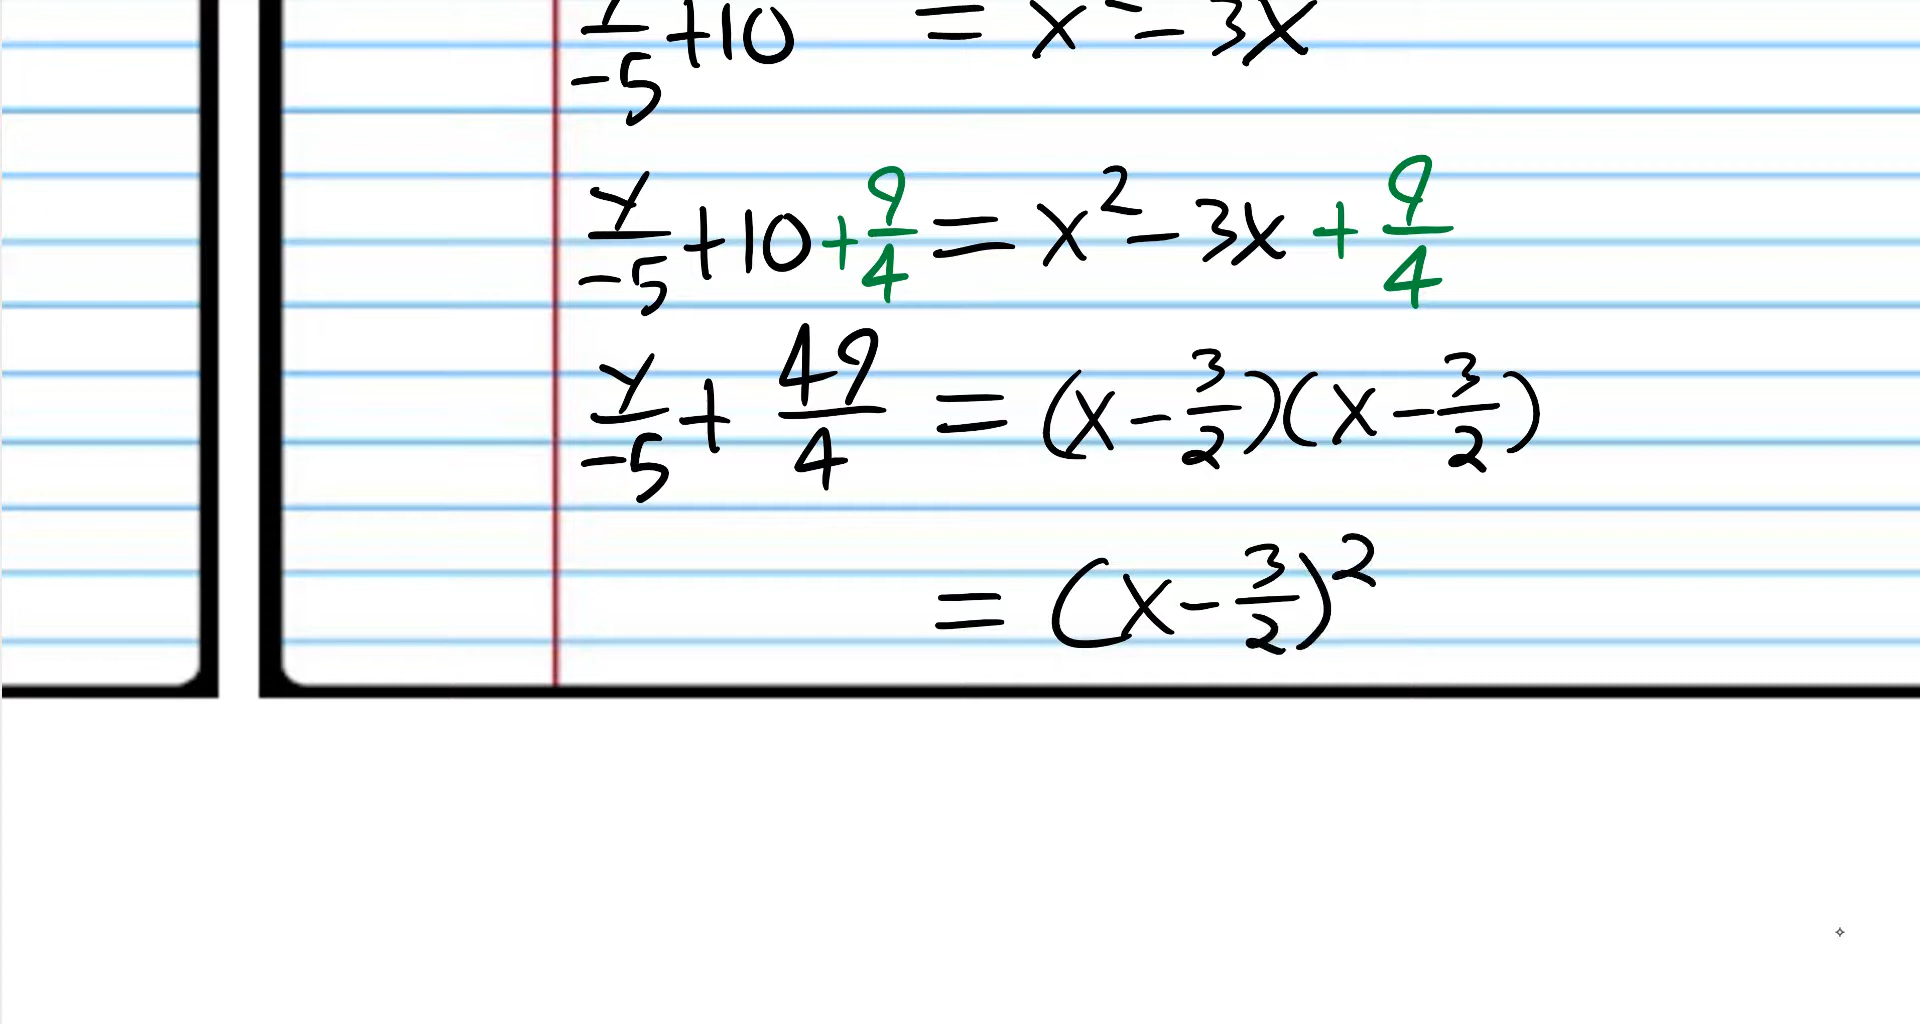 y/-5 + 10 = x² - 3x
y/-5 + 10 + 9/4 = x² - 3x + 9/4
y/-5 + 49/4 = (x - 3/2)(x - 3/2)
= (x - 3/2)²